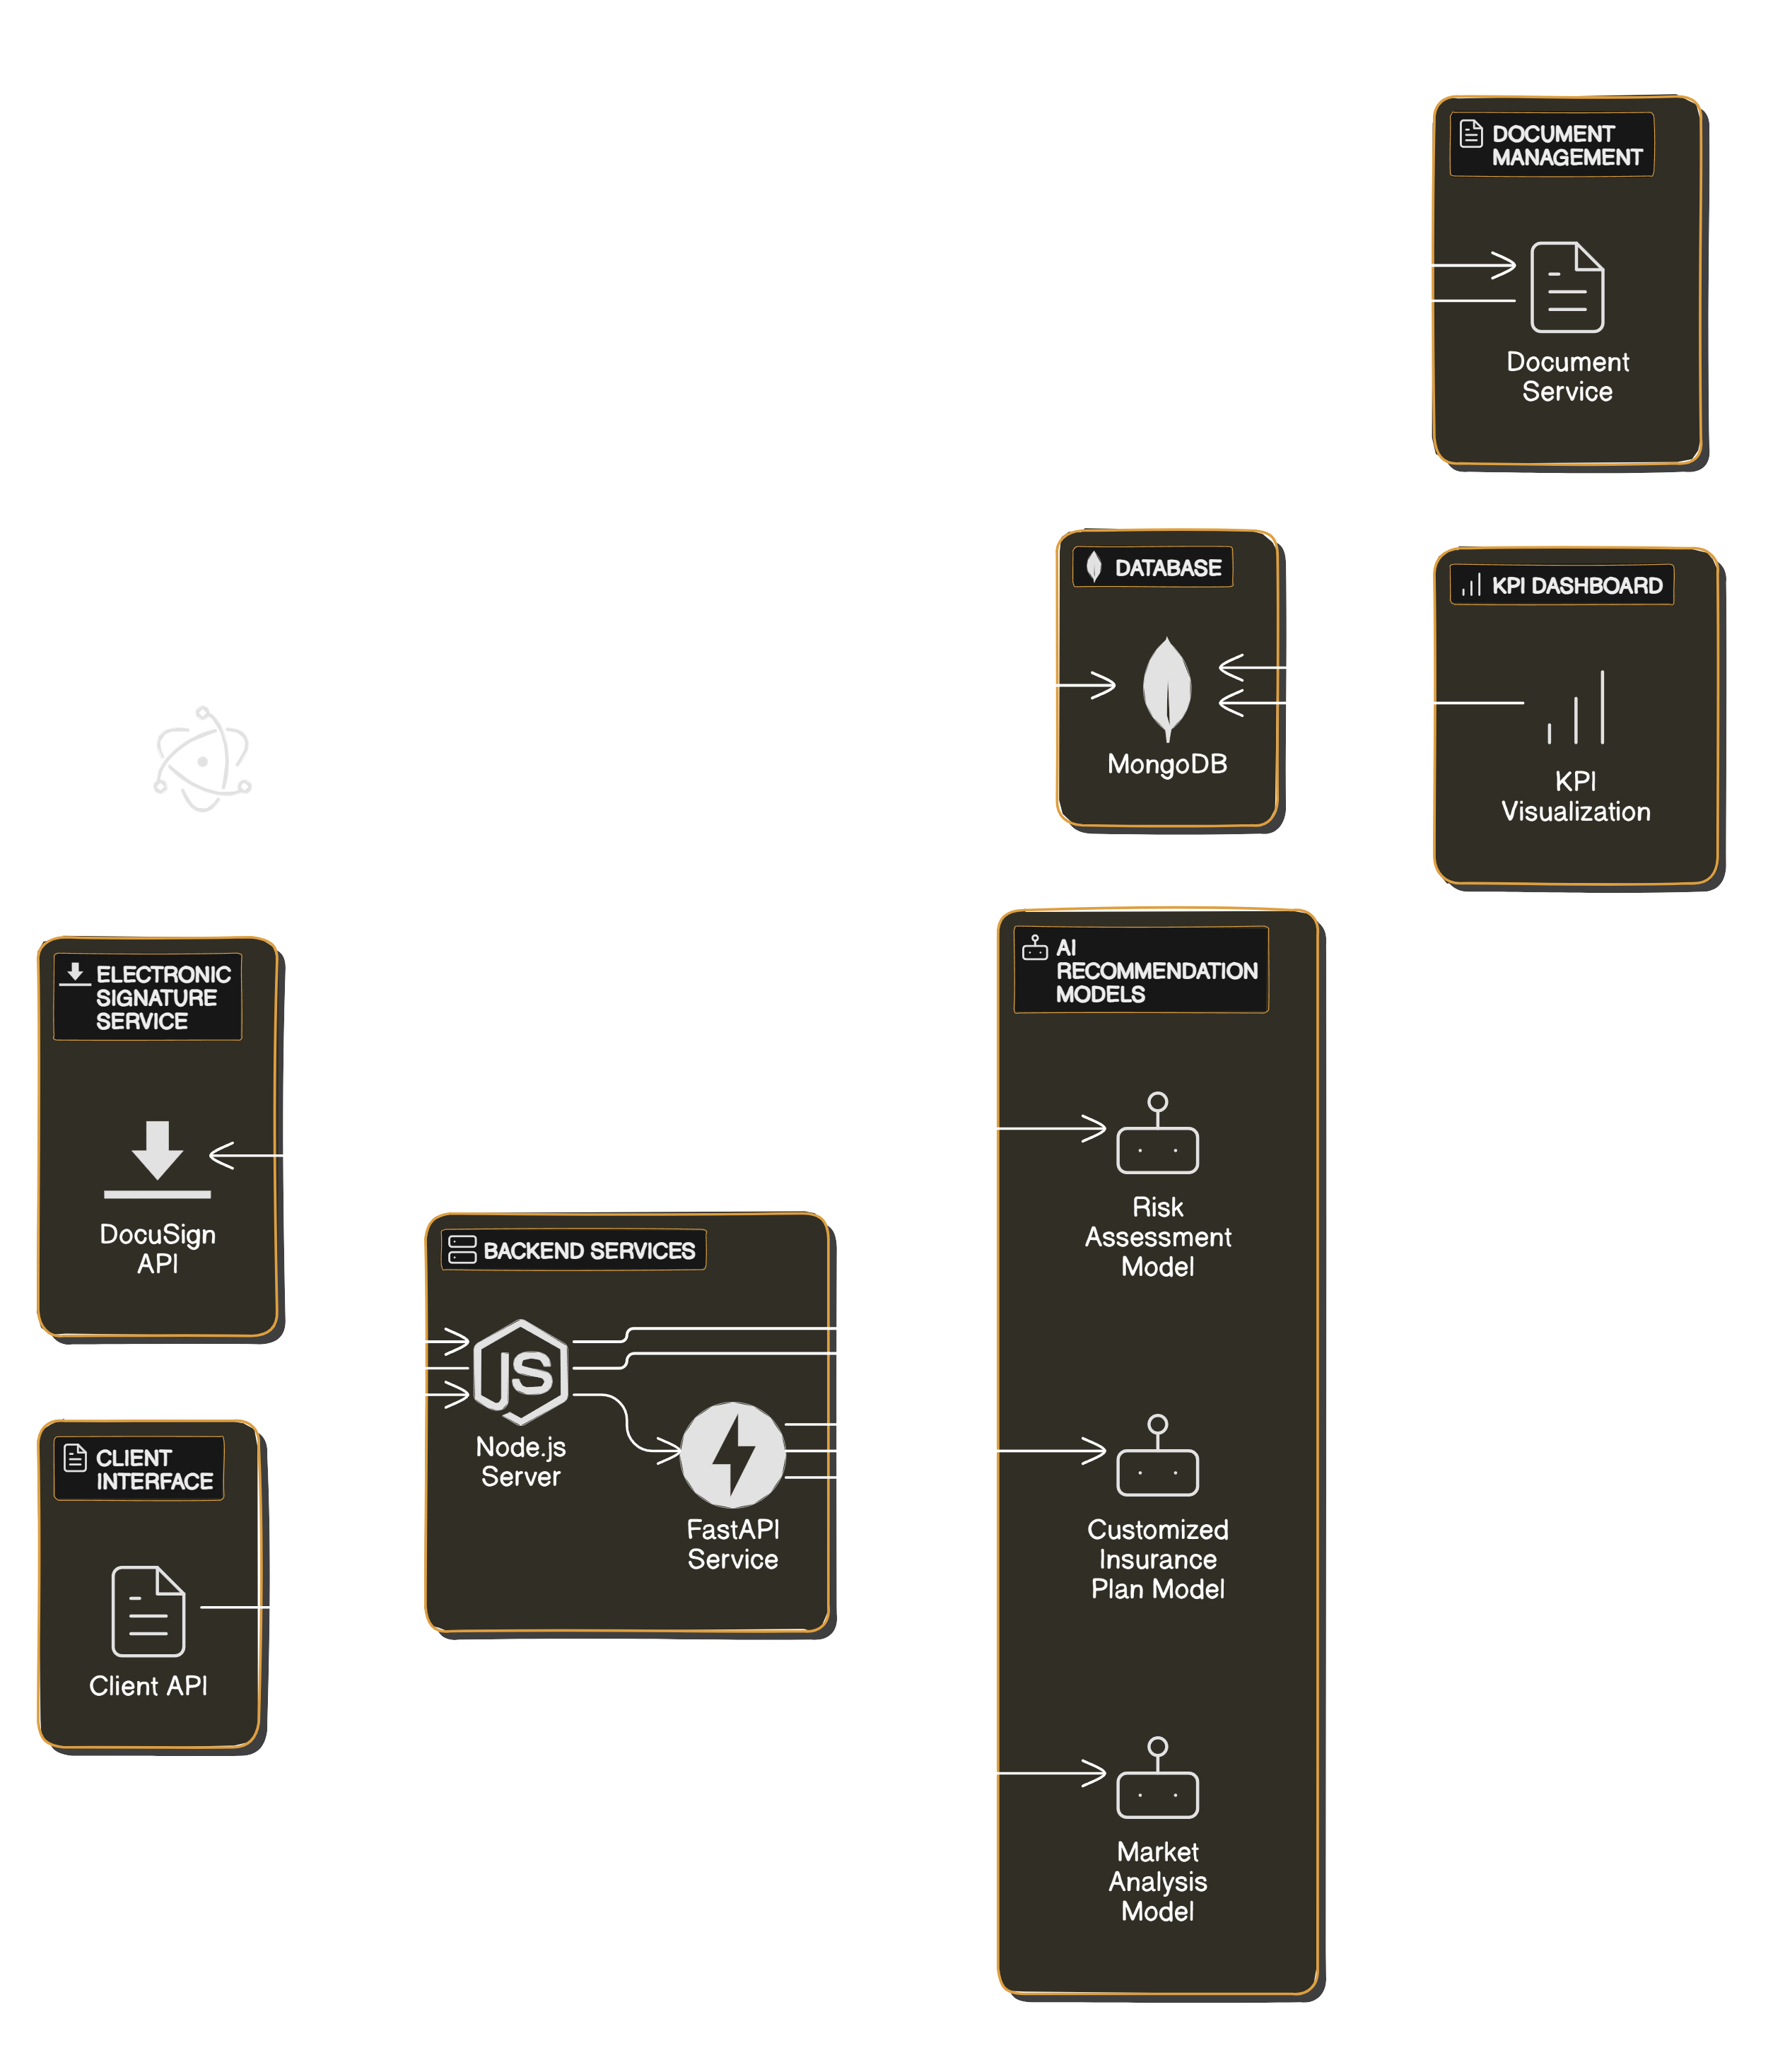 DOCUMENT
MANAGEMENT
Document
Service
DATABASE
MongoDB
KPI DASHBOARD
KPI
Visualization
ELECTRONIC
SIGNATURE
SERVICE
DocuSign
API
AI
RECOMMENDATION
MODELS
Risk
Assessment
Model
Customized
Insurance
Plan Model
Market
Analysis
Model
BACKEND SERVICES
JS
Node.js
Server
FastAPI
Service
CLIENT
INTERFACE
Client API